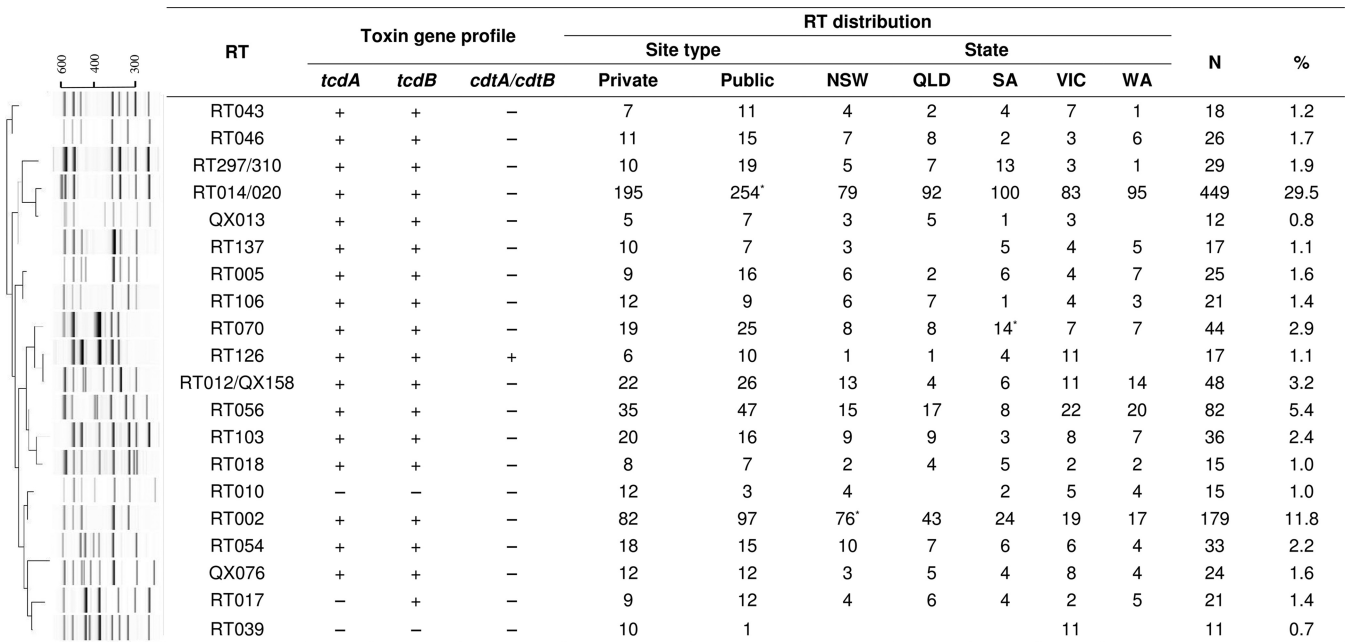 RT distribution
Toxin gene profile
RT Site type State N %
600 400 300
tcdA tcdB cdtA/cdtB Private Public NSW QLD SA VIC WA
RT043 + + – 7 11 4 2 4 7 1 18 1.2
RT046 + + – 11 15 7 8 2 3 6 26 1.7
RT297/310 + + – 10 19 5 7 13 3 1 29 1.9
RT014/020 + + – 195 254* 79 92 100 83 95 449 29.5
QX013 + + – 5 7 3 5 1 3 12 0.8
RT137 + + – 10 7 3 5 4 5 17 1.1
RT005 + + – 9 16 6 2 6 4 7 25 1.6
RT106 + + – 12 9 6 7 1 4 3 21 1.4
RT070 + + – 19 25 8 8 14* 7 7 44 2.9
RT126 + + + 6 10 1 1 4 11 17 1.1
RT012/QX158 + + – 22 26 13 4 6 11 14 48 3.2
RT056 + + – 35 47 15 17 8 22 20 82 5.4
RT103 + + – 20 16 9 9 3 8 7 36 2.4
RT018 + + – 8 7 2 4 5 2 2 15 1.0
RT010 – – – 12 3 4 2 5 4 15 1.0
RT002 + + – 82 97 76* 43 24 19 17 179 11.8
RT054 + + – 18 15 10 7 6 6 4 33 2.2
QX076 + + – 12 12 3 5 4 8 4 24 1.6
RT017 – + – 9 12 4 6 4 2 5 21 1.4
RT039 – – – 10 1 11 11 0.7